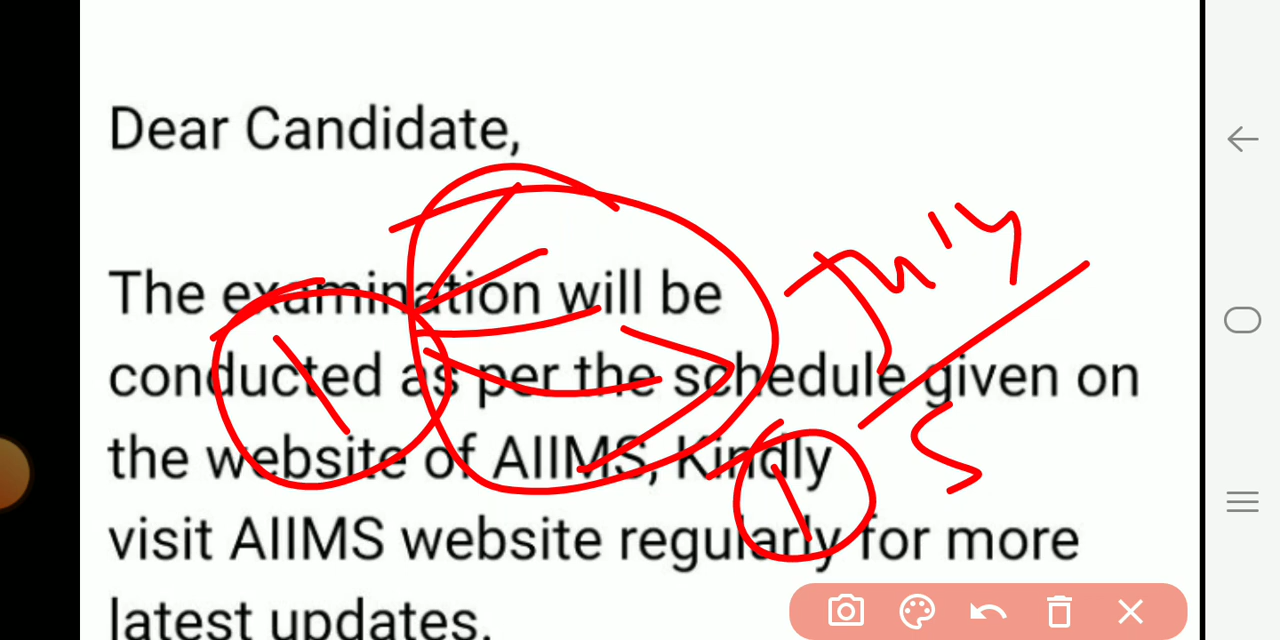 Dear Candidate,
The examination will be
conducted as per the schedule given on
the website of AIIMS, Kindly
visit AIIMS website regularly for more
latest updates.